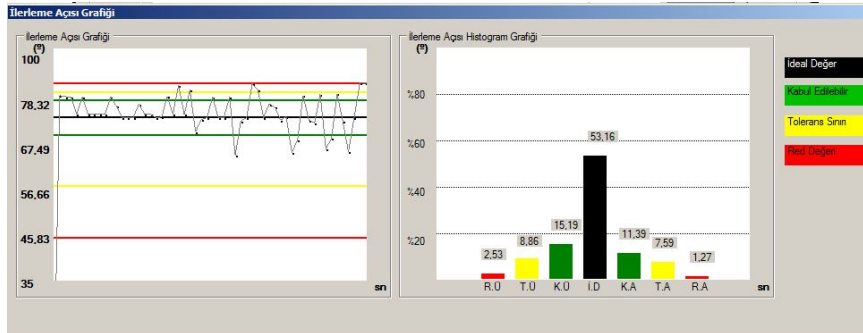 İlerleme Açısı Grafiği
İlerleme Açısı Grafiği
(º)
100
78,32
67,49
56,66
45,83
35
sn
İlerleme Açısı Histogram Grafiği
(º)
%80
%60
%40
%20
2,53
8,86
15,19
53,16
11,39
7,59
1,27
R.Ü T.Ü K.Ü İ.D K.A T.A R.A
sn
İdeal Değer
Kabul Edilebilir
Tolerans Sınırı
Red Değeri